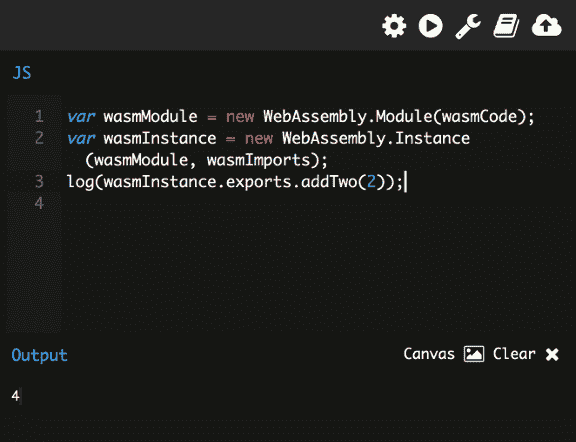 JS
1 var wasmModule = new WebAssembly.Module(wasmCode);
2 var wasmInstance = new WebAssembly.Instance
(wasmModule, wasmImports);
3 log(wasmInstance.exports.addTwo(2));
4
Output Canvas Clear
4